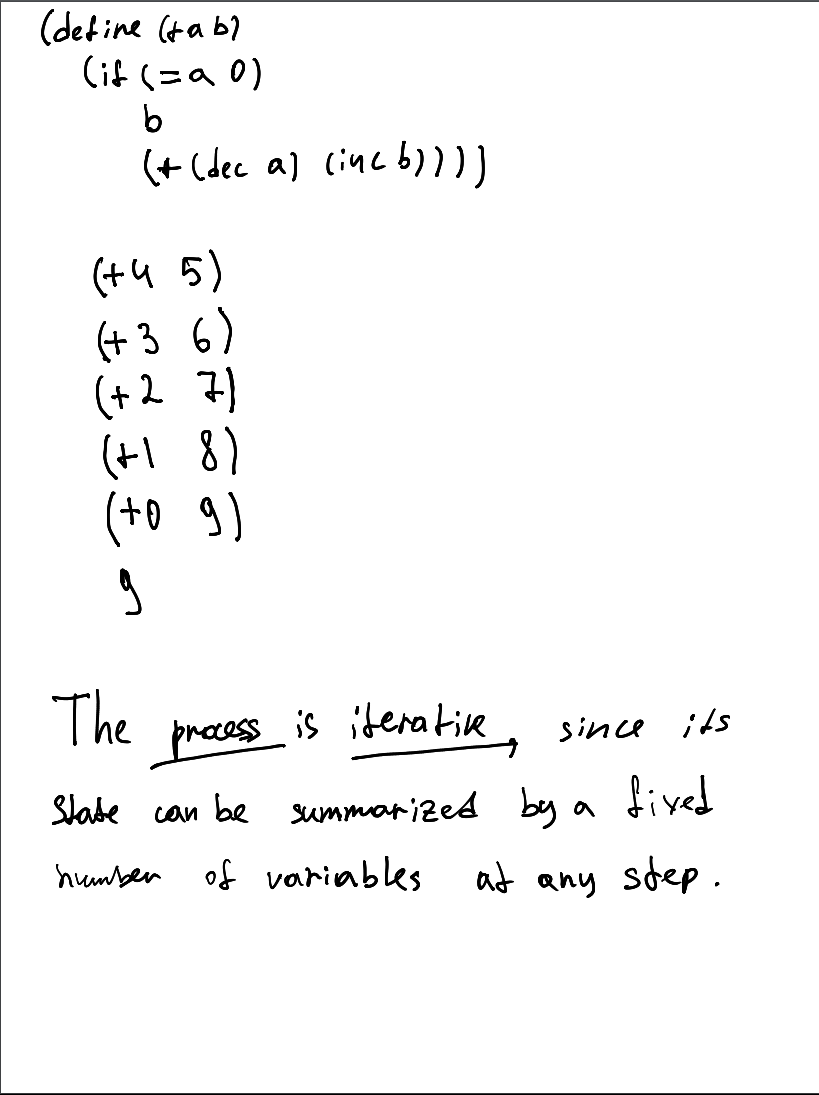 (define (+ a b)
(if (= a 0)
b
(+ (dec a) (inc b))))
(+ 4 5)
(+ 3 6)
(+ 2 7)
(+ 1 8)
(+ 0 9)
9
The process is iterative, since its
state can be summarized by a fixed
number of variables at any step.